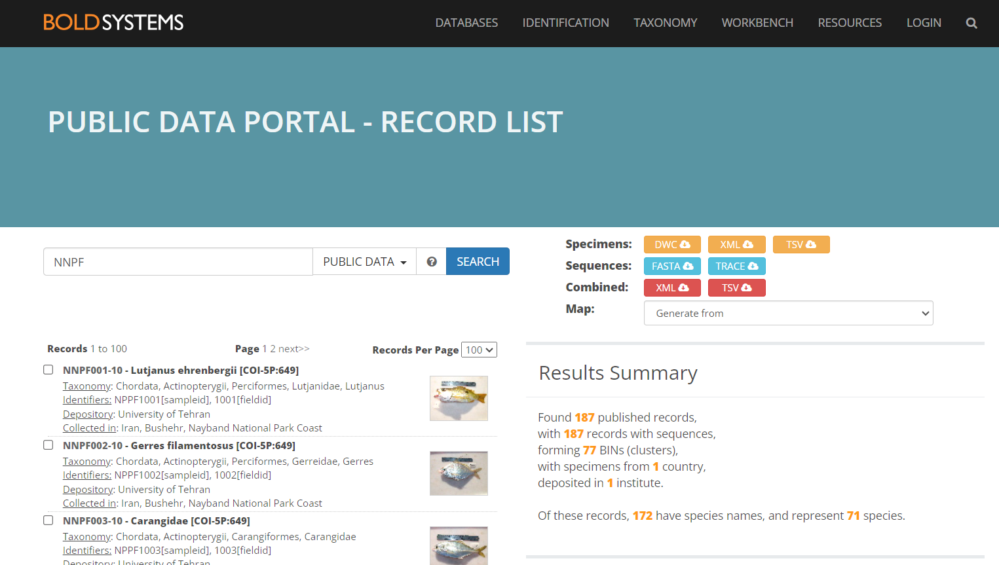 BOLDSYSTEMS
DATABASES IDENTIFICATION TAXONOMY WORKBENCH RESOURCES LOGIN
PUBLIC DATA PORTAL - RECORD LIST
NNPF PUBLIC DATA SEARCH
Specimens: DWC XML TSV
Sequences: FASTA TRACE
Combined: XML TSV
Map: Generate from
Records 1 to 100 Page 1 2 next>> Records Per Page 100
NNPF001-10 - Lutjanus ehrenbergii [COI-5P:649]
Taxonomy: Chordata, Actinopterygii, Perciformes, Lutjanidae, Lutjanus
Identifiers: NPPF1001[sampleid], 1001[fieldid]
Depository: University of Tehran
Collected in: Iran, Bushehr, Nayband National Park Coast
NNPF002-10 - Gerres filamentosus [COI-5P:649]
Taxonomy: Chordata, Actinopterygii, Perciformes, Gerreidae, Gerres
Identifiers: NPPF1002[sampleid], 1002[fieldid]
Depository: University of Tehran
Collected in: Iran, Bushehr, Nayband National Park Coast
NNPF003-10 - Carangidae [COI-5P:649]
Taxonomy: Chordata, Actinopterygii, Carangiformes, Carangidae
Identifiers: NPPF1003[sampleid], 1003[fieldid]
Depository: University of Tehran
Results Summary
Found 187 published records,
with 187 records with sequences,
forming 77 BINs (clusters),
with specimens from 1 country,
deposited in 1 institute.
Of these records, 172 have species names, and represent 71 species.